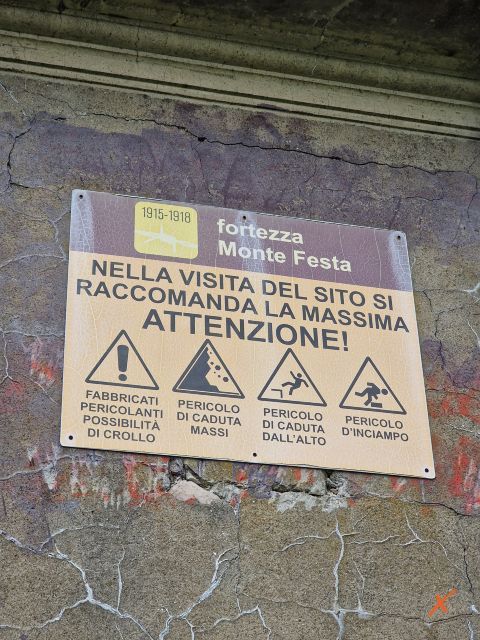 1915-1918
fortezza
Monte Festa
NELLA VISITA DEL SITO SI
RACCOMANDA LA MASSIMA
ATTENZIONE!
FABBRICATI
PERICOLANTI
POSSIBILITÀ
DI CROLLO
PERICOLO
DI CADUTA
MASSI
PERICOLO
DI CADUTA
DALL'ALTO
PERICOLO
D'INCIAMPO